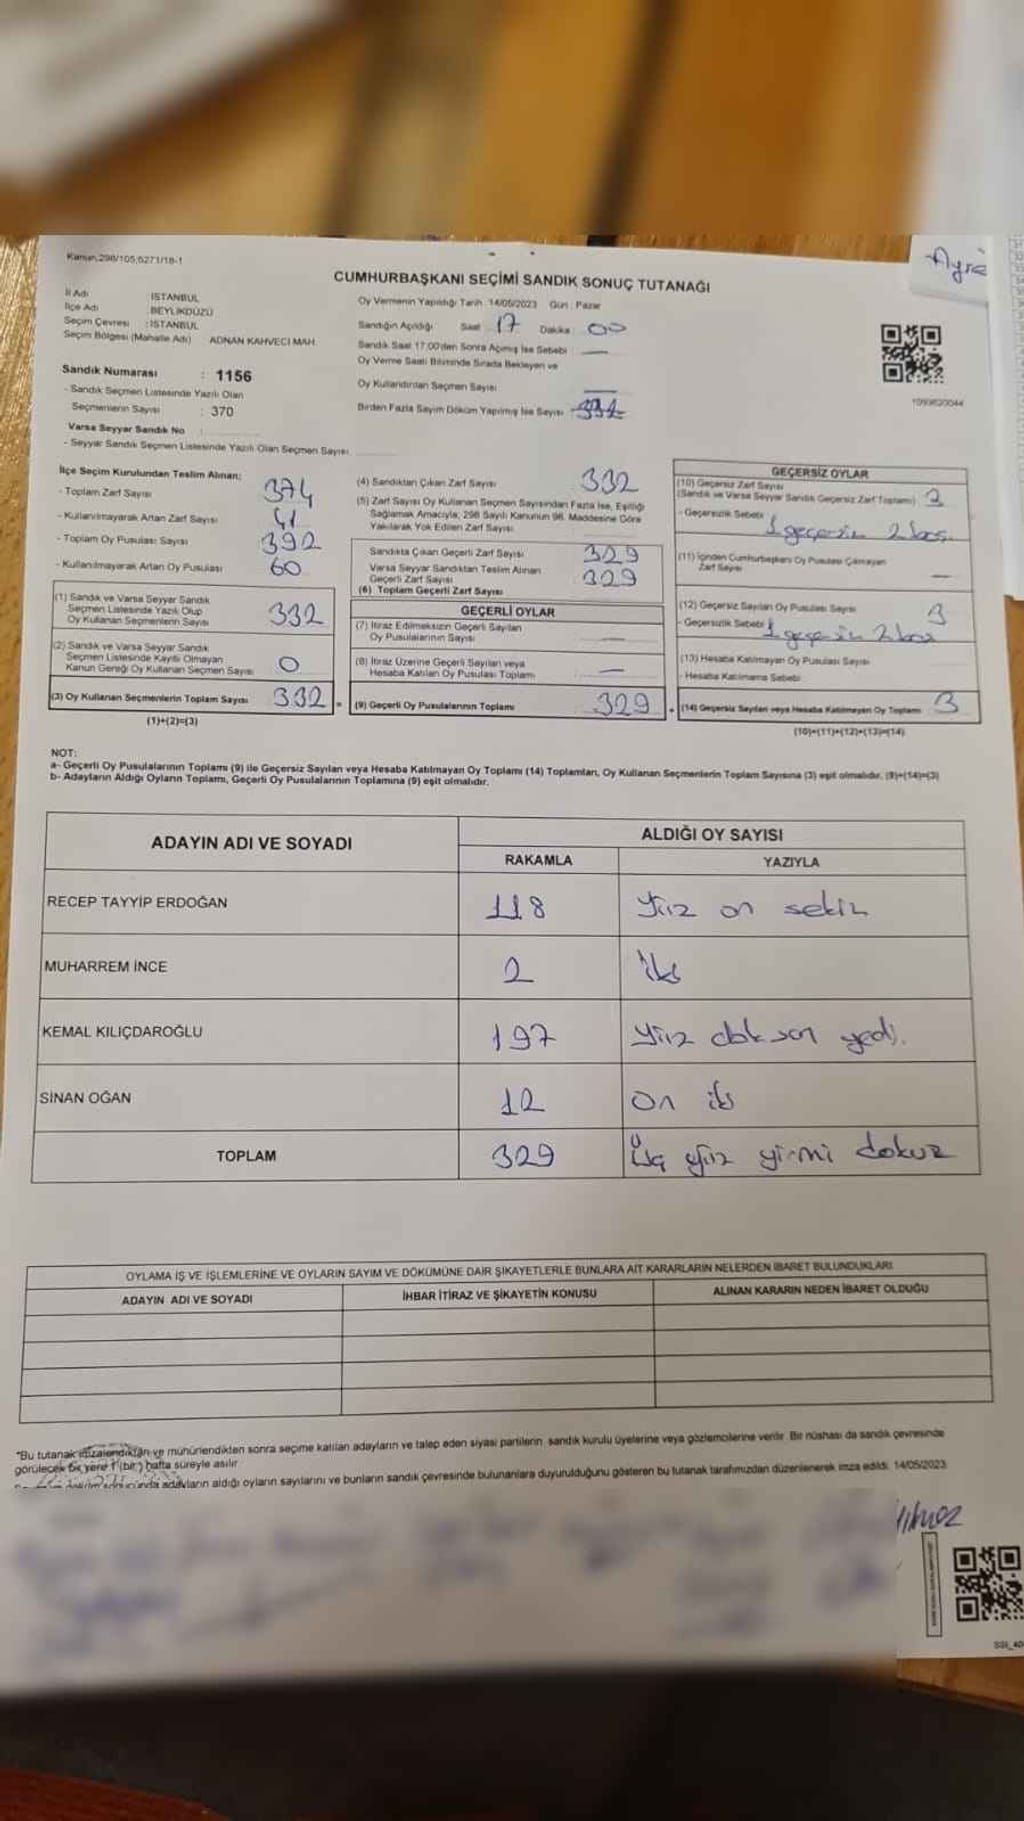 Ayrı
Kanun,298/105;6271/18-1
CUMHURBAŞKANI SEÇİMİ SANDIK SONUÇ TUTANAĞI
İl Adı : İSTANBUL
İlçe Adı : BEYLİKDÜZÜ
Seçim Çevresi : İSTANBUL
Seçim Bölgesi (Mahalle Adı) ADNAN KAHVECİ MAH.
Oy Vermenin Yapıldığı Tarih : 14/05/2023 Gün : Pazar
Sandığın Açıldığı Saat : 17 Dakika : 00
Sandık Saat 17:00'den Sonra Açılmış İse Sebebi : —
Oy Verme Saati Bitiminde Sırada Bekleyen ve
Oy Kullandırılan Seçmen Sayısı —
Birden Fazla Sayım Döküm Yapılmış İse Sayısı
1099820044
Sandık Numarası : 1156
- Sandık Seçmen Listesinde Yazılı Olan
Seçmenlerin Sayısı : 370
Varsa Seyyar Sandık No :
- Seyyar Sandık Seçmen Listesinde Yazılı Olan Seçmen Sayısı
İlçe Seçim Kurulundan Teslim Alınan;
- Toplam Zarf Sayısı 374
- Kullanılmayarak Artan Zarf Sayısı 41
- Toplam Oy Pusulası Sayısı 392
- Kullanılmayarak Artan Oy Pusulası 60
(1) Sandık ve Varsa Seyyar Sandık
Seçmen Listesinde Yazılı Olup
Oy Kullanan Seçmenlerin Sayısı 332
(2) Sandık ve Varsa Seyyar Sandık
Seçmen Listesinde Kayıtlı Olmayan
Kanun Gereği Oy Kullanan Seçmen Sayısı 0
(3) Oy Kullanan Seçmenlerin Toplam Sayısı 332
(1)+(2)=(3)
(4) Sandıktan Çıkan Zarf Sayısı 332
(5) Zarf Sayısı Oy Kullanan Seçmen Sayısından Fazla İse, Eşitliği
Sağlamak Amacıyla; 298 Sayılı Kanunun 98. Maddesine Göre
Yakılarak Yok Edilen Zarf Sayısı
Sandıkta Çıkan Geçerli Zarf Sayısı 329
Varsa Seyyar Sandıktan Teslim Alınan
Geçerli Zarf Sayısı 329
(6) Toplam Geçerli Zarf Sayısı
GEÇERLİ OYLAR
(7) İtiraz Edilmeksizin Geçerli Sayılan
Oy Pusulalarının Sayısı —
(8) İtiraz Üzerine Geçerli Sayılan veya
Hesaba Katılan Oy Pusulası Toplamı —
(9) Geçerli Oy Pusulalarının Toplamı 329
GEÇERSİZ OYLAR
(10) Geçersiz Zarf Sayısı
(Sandık ve Varsa Seyyar Sandık Geçersiz Zarf Toplamı)
- Geçersizlik Sebebi 1 geçersiz 2 boş.
(11) İçinden Cumhurbaşkanı Oy Pusulası Çıkmayan
Zarf Sayısı —
(12) Geçersiz Sayılan Oy Pusulası Sayısı 3
- Geçersizlik Sebebi 1 geçersiz 2 boş
(13) Hesaba Katılmayan Oy Pusulası Sayısı
- Hesaba Katılmama Sebebi
(14) Geçersiz Sayılan veya Hesaba Katılmayan Oy Toplamı 3
(10)+(11)+(12)+(13)=(14)
NOT:
a- Geçerli Oy Pusulalarının Toplamı (9) ile Geçersiz Sayılan veya Hesaba Katılmayan Oy Toplamı (14) Toplamları, Oy Kullanan Seçmenlerin Toplam Sayısına (3) eşit olmalıdır. (9)+(14)=(3)
b- Adayların Aldığı Oyların Toplamı, Geçerli Oy Pusulalarının Toplamına (9) eşit olmalıdır.
ADAYIN ADI VE SOYADI ALDIĞI OY SAYISI
RAKAMLA YAZIYLA
RECEP TAYYİP ERDOĞAN 118 Yüz on sekiz
MUHARREM İNCE 2 iki
KEMAL KILIÇDAROĞLU 197 Yüz doksan yedi.
SİNAN OĞAN 12 On iki
TOPLAM 329 Üç yüz yirmi dokuz
OYLAMA İŞ VE İŞLEMLERİNE VE OYLARIN SAYIM VE DÖKÜMÜNE DAİR ŞİKAYETLERLE BUNLARA AİT KARARLARIN NELERDEN İBARET BULUNDUKLARI
ADAYIN ADI VE SOYADI İHBAR İTİRAZ VE ŞİKAYETİN KONUSU ALINAN KARARIN NEDEN İBARET OLDUĞU
*Bu tutanak imzalandıktan ve mühürlendikten sonra seçime katılan adayların ve talep eden siyasi partilerin sandık kurulu üyelerine veya gözlemcilerine verilir. Bir nüshası da sandık çevresinde
görülecek bir yere 1 (bir) hafta süreyle asılır.
adayların aldığı oyların sayılarını ve bunların sandık çevresinde bulunanlara duyurulduğunu gösteren bu tutanak tarafımızdan düzenlenerek imza edildi. 14/05/2023
Yılmaz